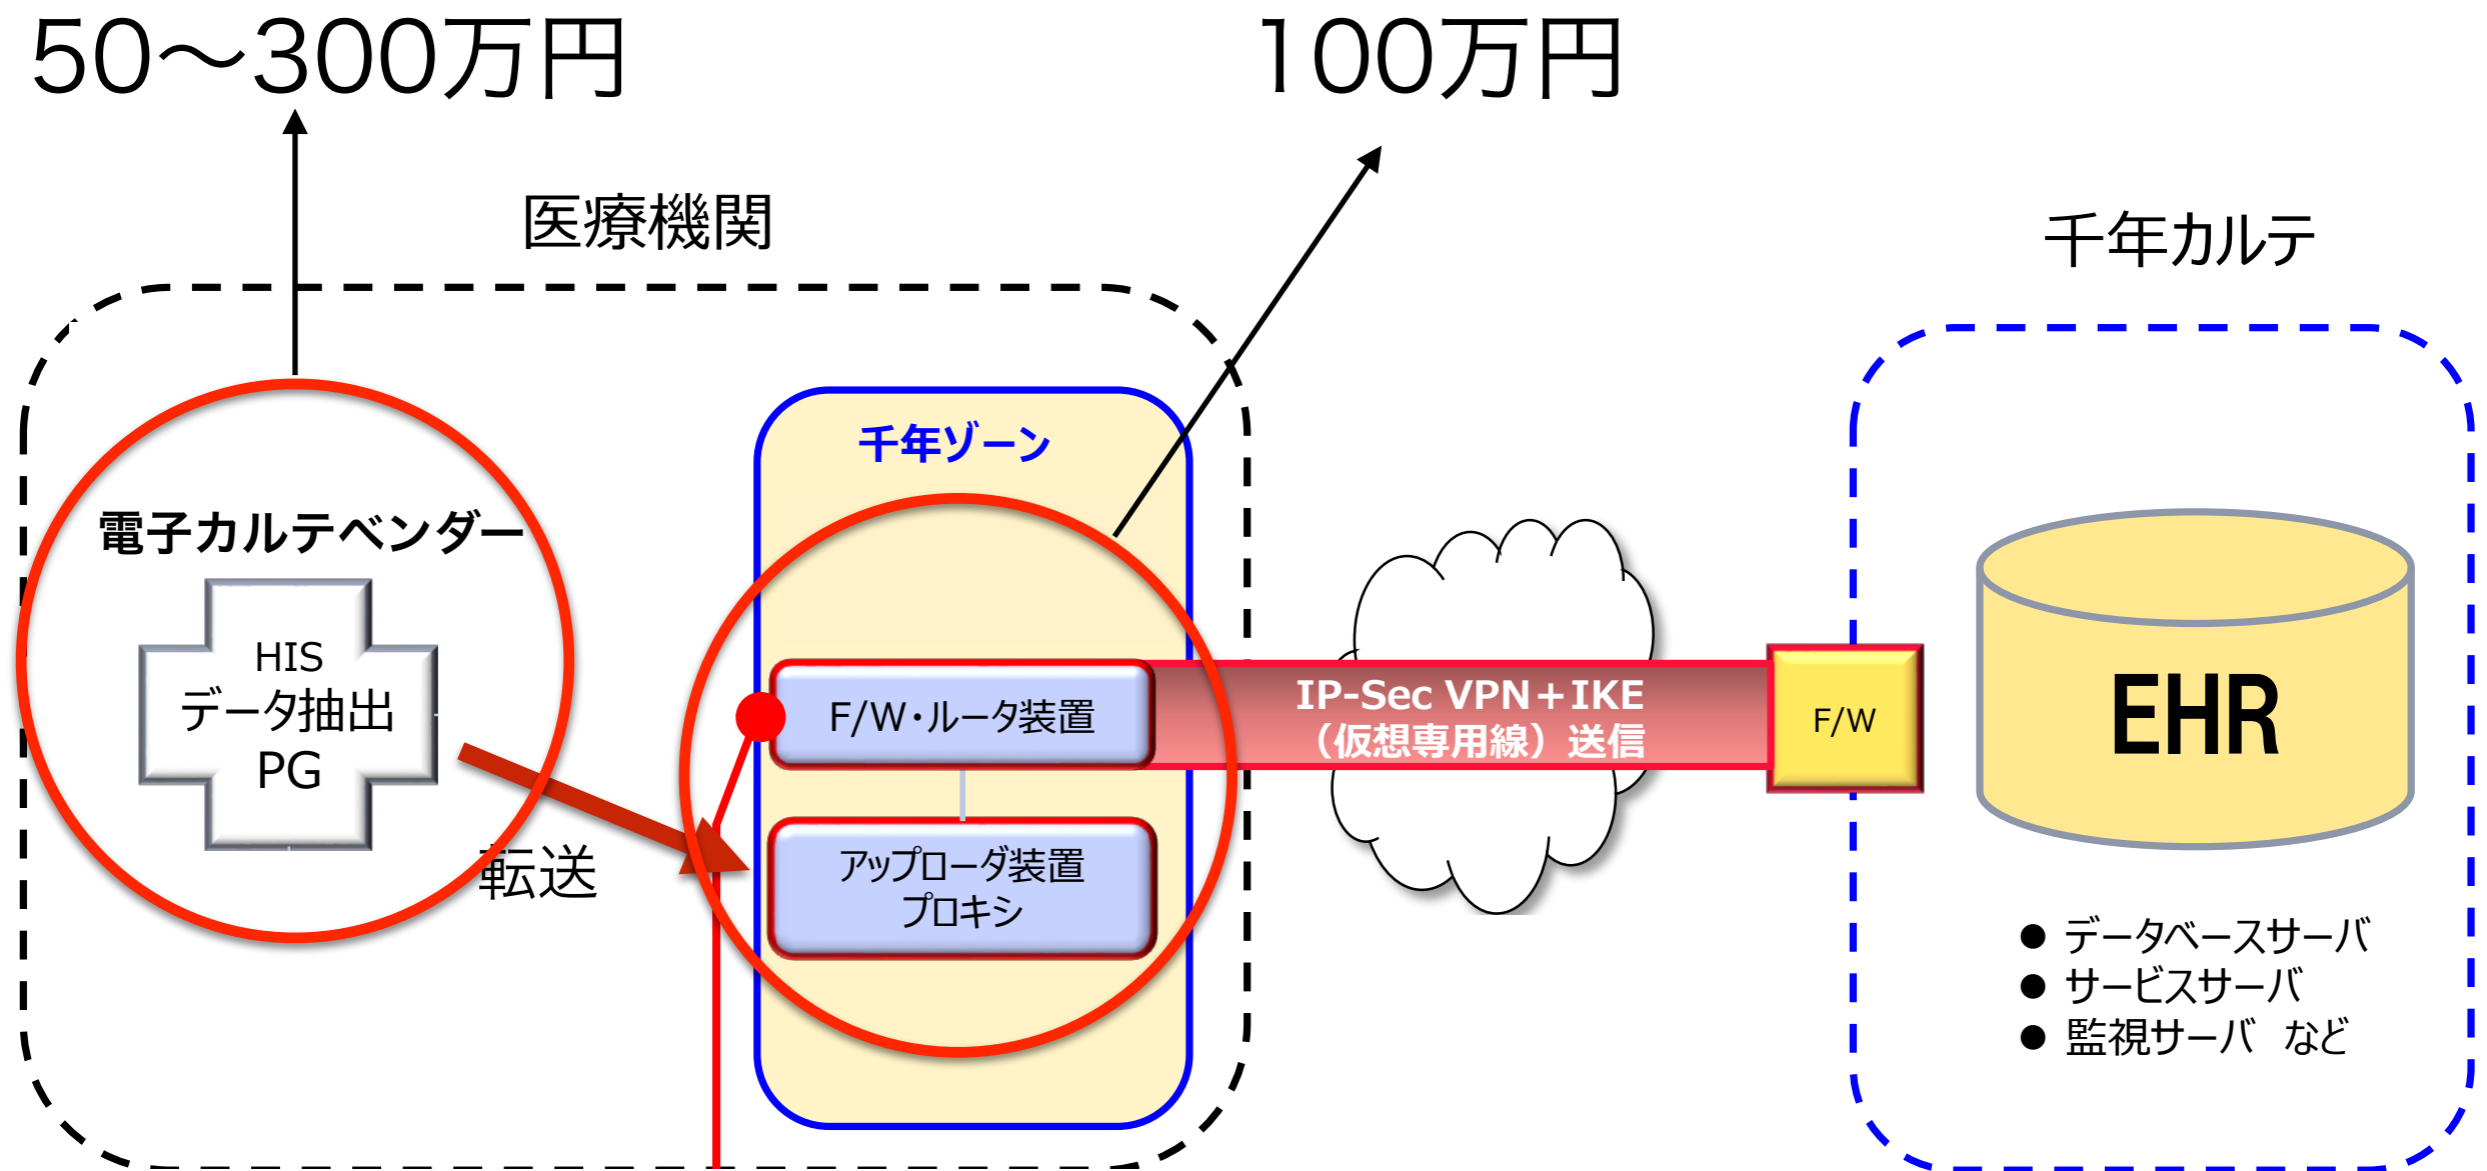 50〜300万円
100万円
医療機関
千年カルテ
千年ゾーン
電子カルテベンダー
HIS
データ抽出
PG
転送
F/W・ルータ装置
アップローダ装置
プロキシ
IP-Sec VPN＋IKE
（仮想専用線）送信
F/W
EHR
● データベースサーバ
● サービスサーバ
● 監視サーバ　など